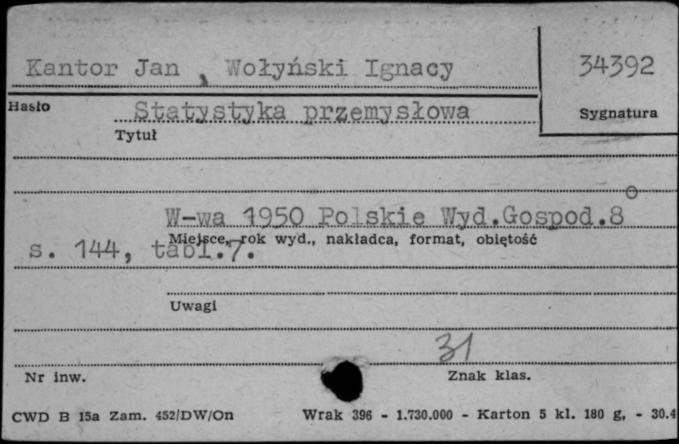 Kantor Jan , Wołyński Ignacy
34392
Hasło
Sygnatura
Statystyka przemysłowa
Tytuł
W-wa 1950 Polskie Wyd.Gospod.8°
Miejsce, rok wyd., nakładca, format, obiętość
s. 144, tabl.7.
Uwagi
31
Nr inw.
Znak klas.
CWD B 15a Zam. 452/DW/On
Wrak 396 - 1.730.000 - Karton 5 kl. 180 g, - 30.4